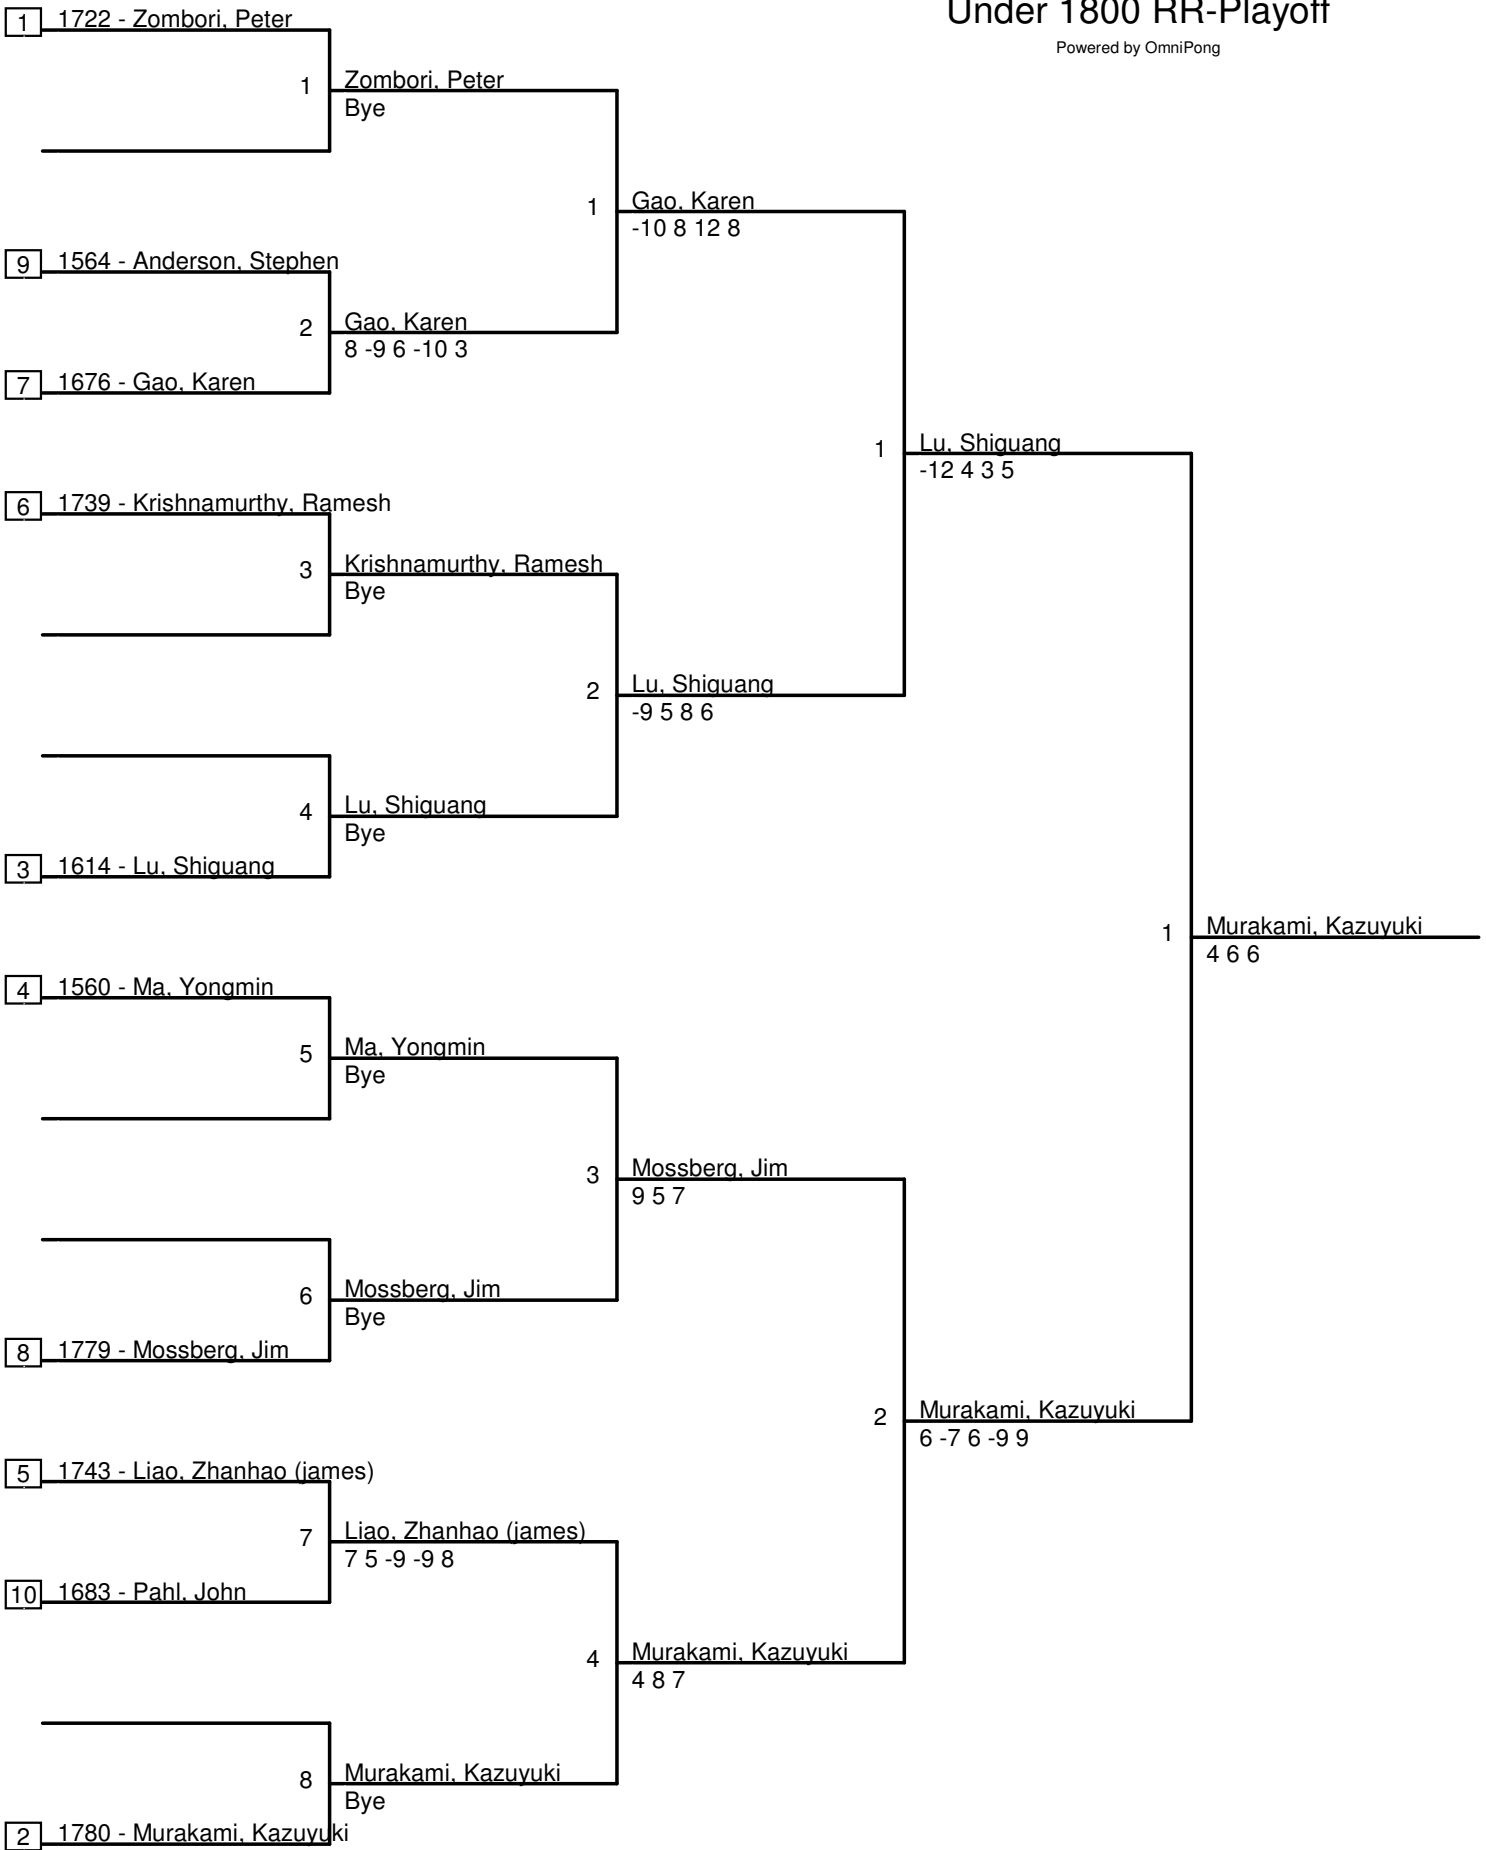 Under 1800 RR-Playoff
Powered by OmniPong
1 1722 - Zombori, Peter
1 Zombori, Peter
Bye
1 Gao, Karen
-10 8 12 8
9 1564 - Anderson, Stephen
2 Gao, Karen
8 -9 6 -10 3
7 1676 - Gao, Karen
1 Lu, Shiguang
-12 4 3 5
6 1739 - Krishnamurthy, Ramesh
3 Krishnamurthy, Ramesh
Bye
2 Lu, Shiguang
-9 5 8 6
4 Lu, Shiguang
Bye
3 1614 - Lu, Shiguang
1 Murakami, Kazuyuki
4 6 6
4 1560 - Ma, Yongmin
5 Ma, Yongmin
Bye
3 Mossberg, Jim
9 5 7
6 Mossberg, Jim
Bye
8 1779 - Mossberg, Jim
2 Murakami, Kazuyuki
6 -7 6 -9 9
5 1743 - Liao, Zhanhao (james)
7 Liao, Zhanhao (james)
7 5 -9 -9 8
10 1683 - Pahl, John
4 Murakami, Kazuyuki
4 8 7
8 Murakami, Kazuyuki
Bye
2 1780 - Murakami, Kazuyuki